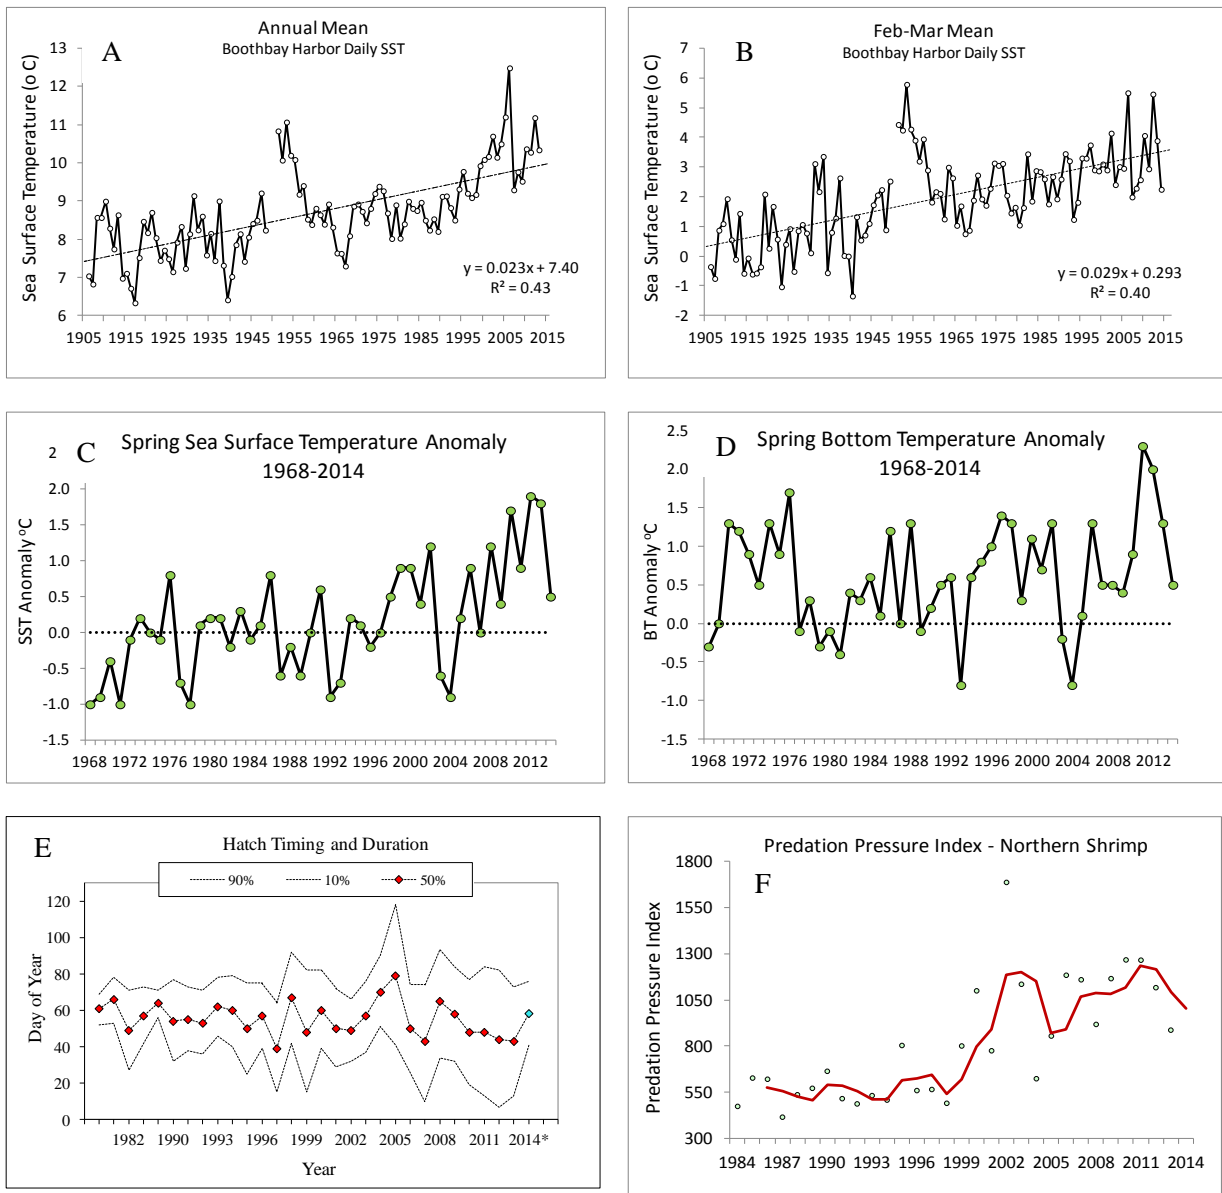 Annual Mean
A
Boothbay Harbor Daily SST
13
12
11
10
9
8
7
6
Sea Surface Temperature (o C)
y = 0.023x + 7.40
R² = 0.43
1905 1915 1925 1935 1945 1955 1965 1975 1985 1995 2005 2015
Feb-Mar Mean
B
Boothbay Harbor Daily SST
7
6
5
4
3
2
1
0
-1
-2
Sea Surface Temperature (o C)
y = 0.029x + 0.293
R² = 0.40
1905 1915 1925 1935 1945 1955 1965 1975 1985 1995 2005 2015
C
Spring Sea Surface Temperature Anomaly
1968-2014
2
2.0
1.5
1.0
0.5
0.0
-0.5
-1.0
-1.5
SST Anomaly ºC
1968 1972 1976 1980 1984 1988 1992 1996 2000 2004 2008 2012
D
Spring Bottom Temperature Anomaly
1968-2014
2.5
2.0
1.5
1.0
0.5
0.0
-0.5
-1.0
-1.5
BT Anomaly ºC
1968 1972 1976 1980 1984 1988 1992 1996 2000 2004 2008 2012
E
Hatch Timing and Duration
90% 10% 50%
120
100
80
60
40
20
0
Day of Year
1982 1990 1993 1996 1999 2002 2005 2008 2011 2014*
Year
Predation Pressure Index - Northern Shrimp
F
1800
1550
1300
1050
800
550
300
Predation Pressure Index
1984 1987 1990 1993 1996 1999 2002 2005 2008 2011 2014